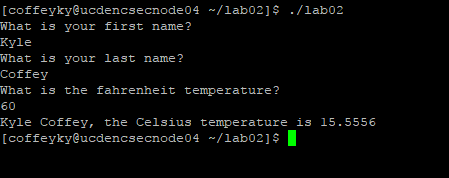 [coffeyky@ucdencsecnode04 ~/lab02]$ ./lab02
What is your first name?
Kyle
What is your last name?
Coffey
What is the fahrenheit temperature?
60
Kyle Coffey, the Celsius temperature is 15.5556
[coffeyky@ucdencsecnode04 ~/lab02]$